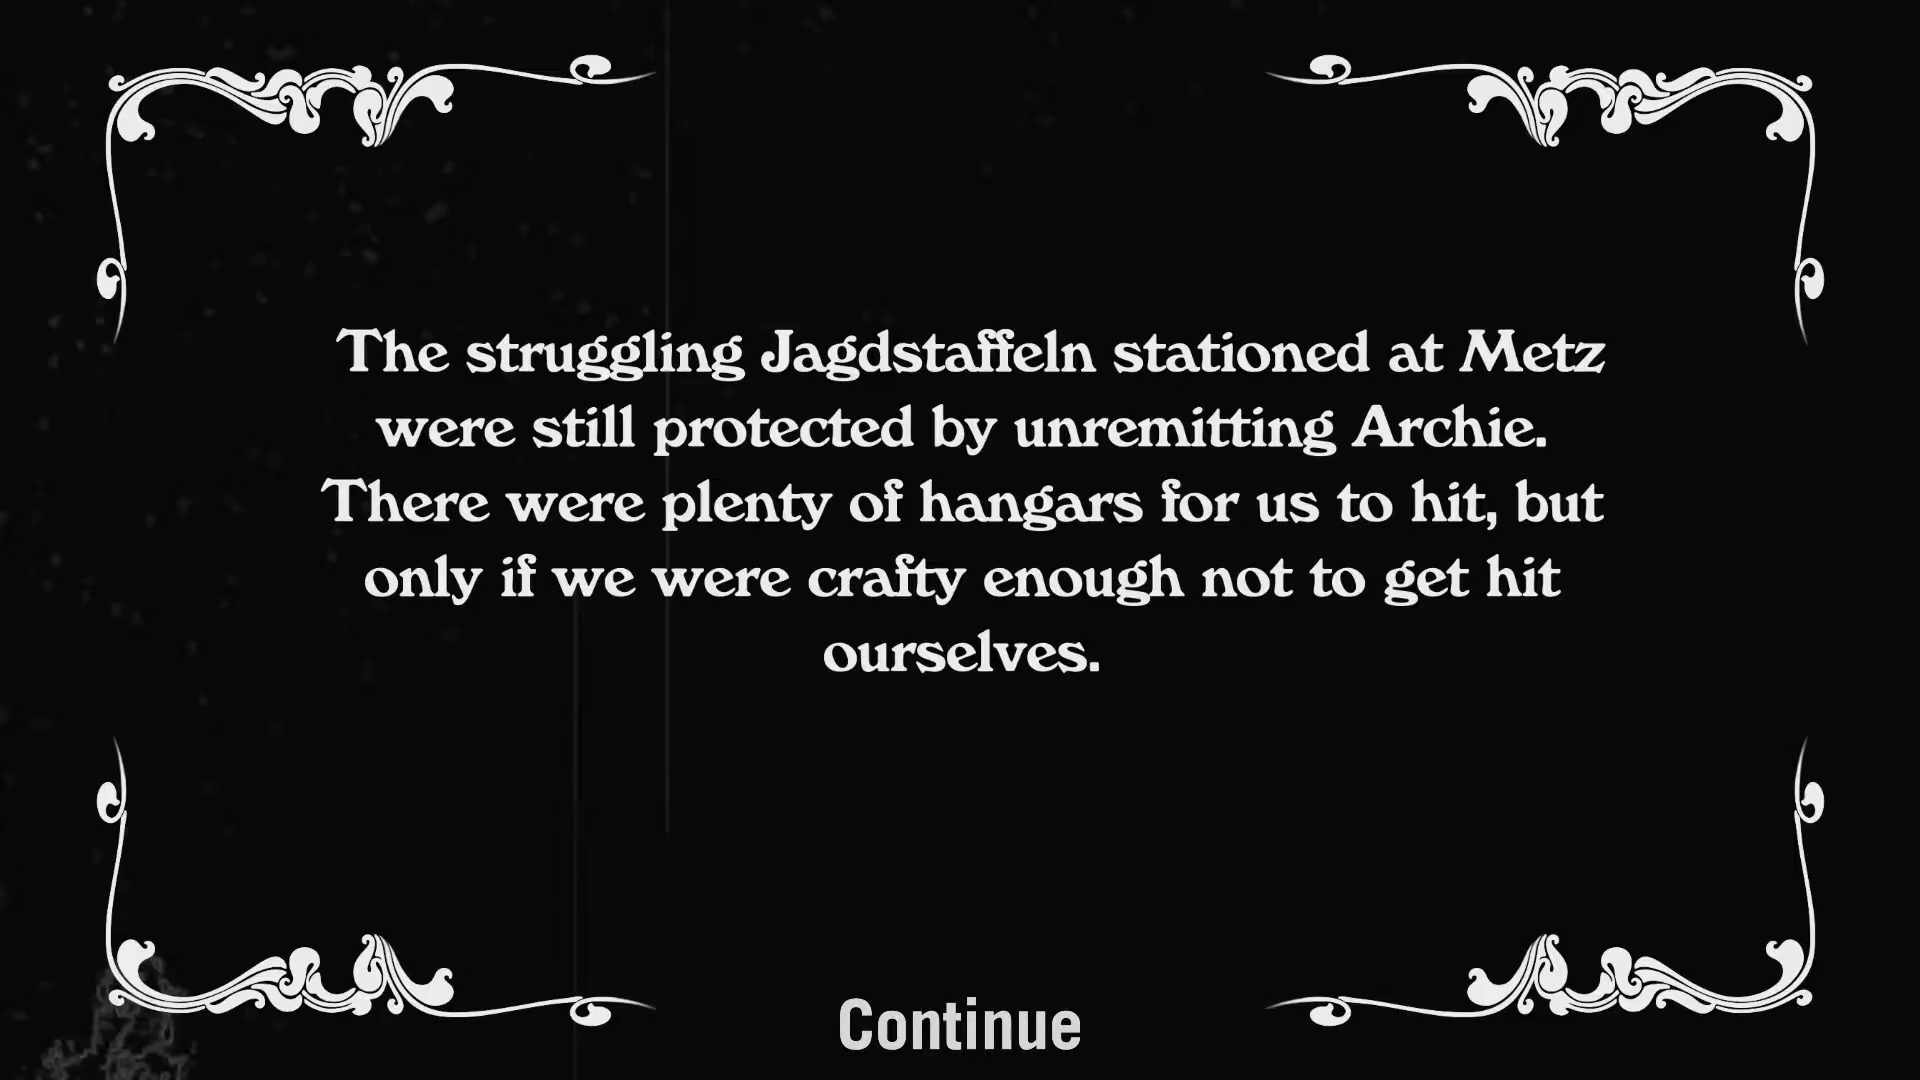 The struggling Jagdstaffeln stationed at Metz
were still protected by unremitting Archie.
There were plenty of hangars for us to hit, but
only if we were crafty enough not to get hit
ourselves.
Continue